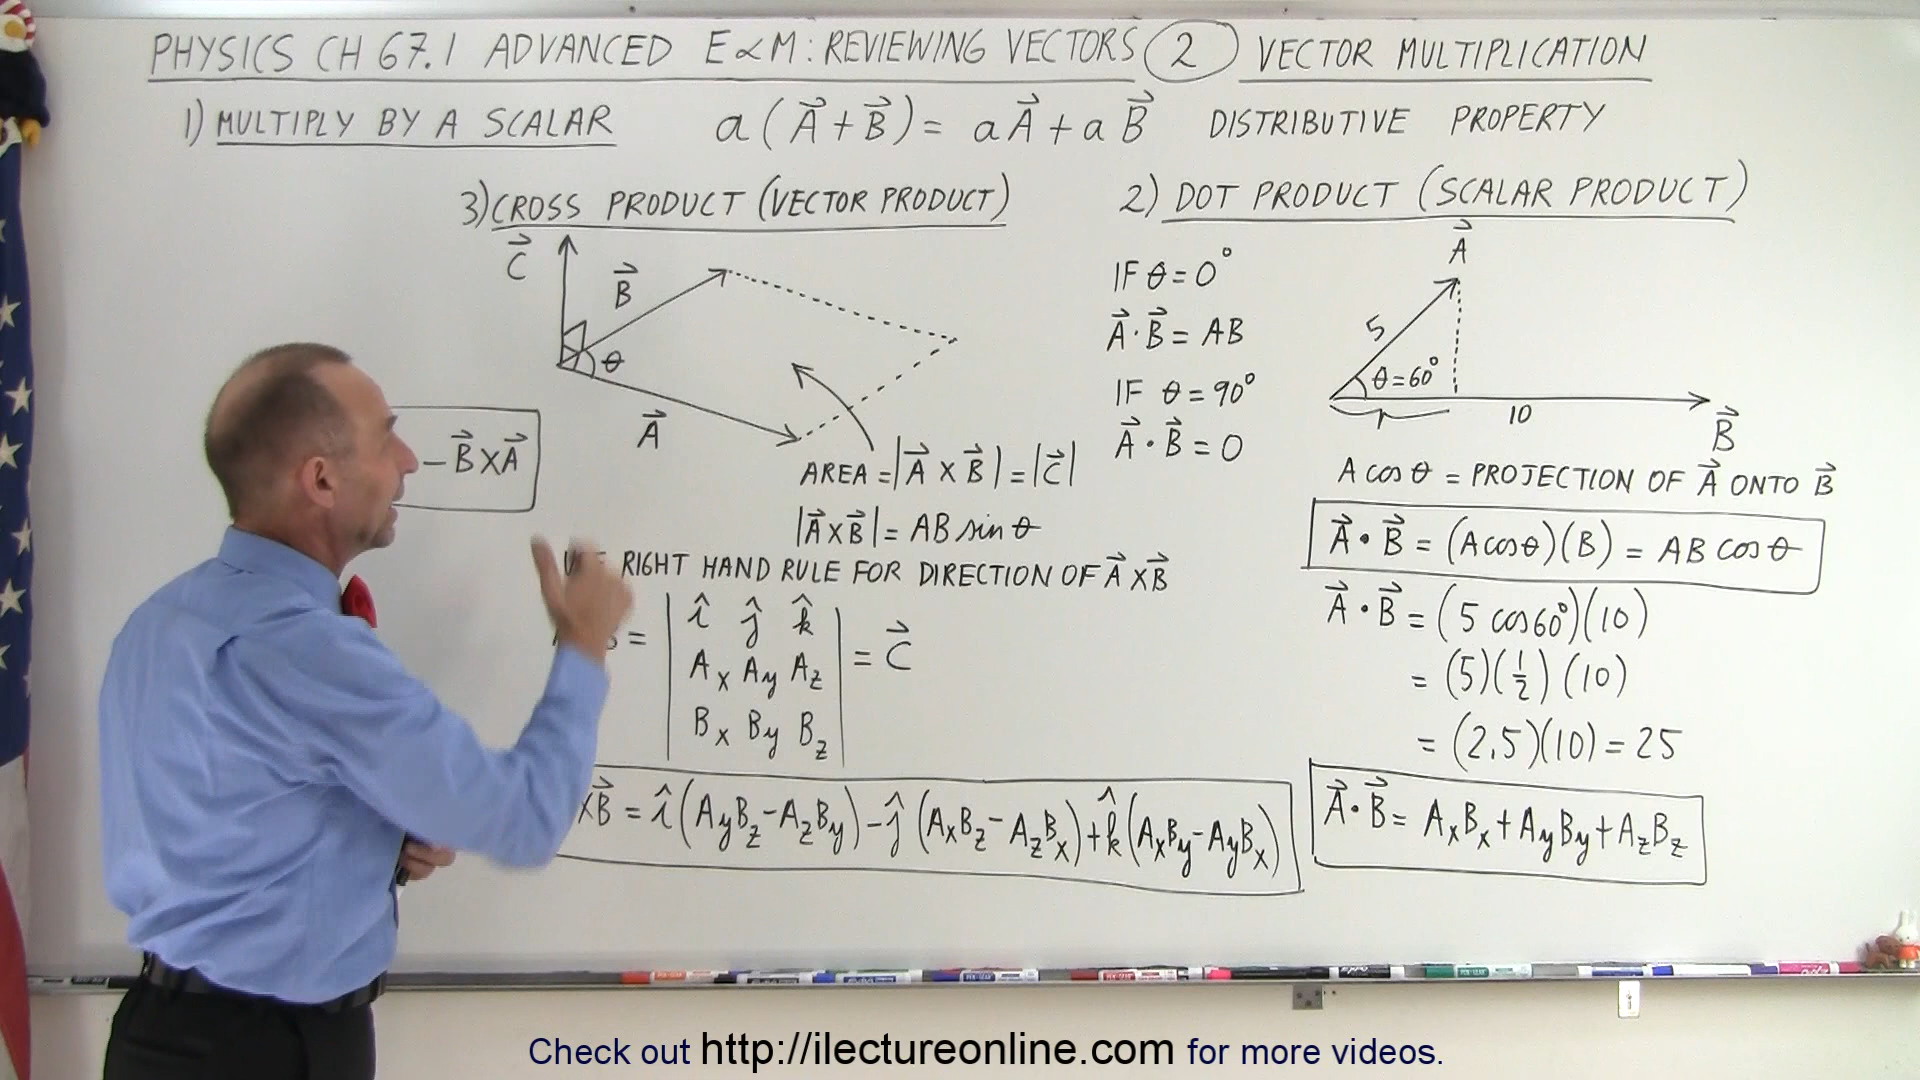 PHYSICS CH 67.1 ADVANCED E∝M: REVIEWING VECTORS ② VECTOR MULTIPLICATION
1) MULTIPLY BY A SCALAR a(A⃗+B⃗) = aA⃗+aB⃗ DISTRIBUTIVE PROPERTY
3) CROSS PRODUCT (VECTOR PRODUCT)
C⃗
B⃗
θ
A⃗
−B⃗×A⃗
AREA = |A⃗ × B⃗| = |C⃗|
|A⃗×B⃗| = AB sin θ
RIGHT HAND RULE FOR DIRECTION OF A⃗ × B⃗
=
î ĵ k̂
Ax Ay Az
Bx By Bz
= C⃗
×B⃗ = î(AyBz−AzBy) −ĵ(AxBz−AzBx) +k̂(AxBy−AyBx)
2) DOT PRODUCT (SCALAR PRODUCT)
IF θ = 0°
A⃗·B⃗ = AB
IF θ = 90°
A⃗·B⃗ = 0
A⃗
5
θ=60°
10
B⃗
A cos θ = PROJECTION OF A⃗ ONTO B⃗
A⃗·B⃗ = (A cos θ)(B) = AB cos θ
A⃗·B⃗ = (5 cos 60°)(10)
= (5)(1/2)(10)
= (2.5)(10) = 25
A⃗·B⃗ = AxBx + AyBy + AzBz
Check out http://ilectureonline.com for more videos.